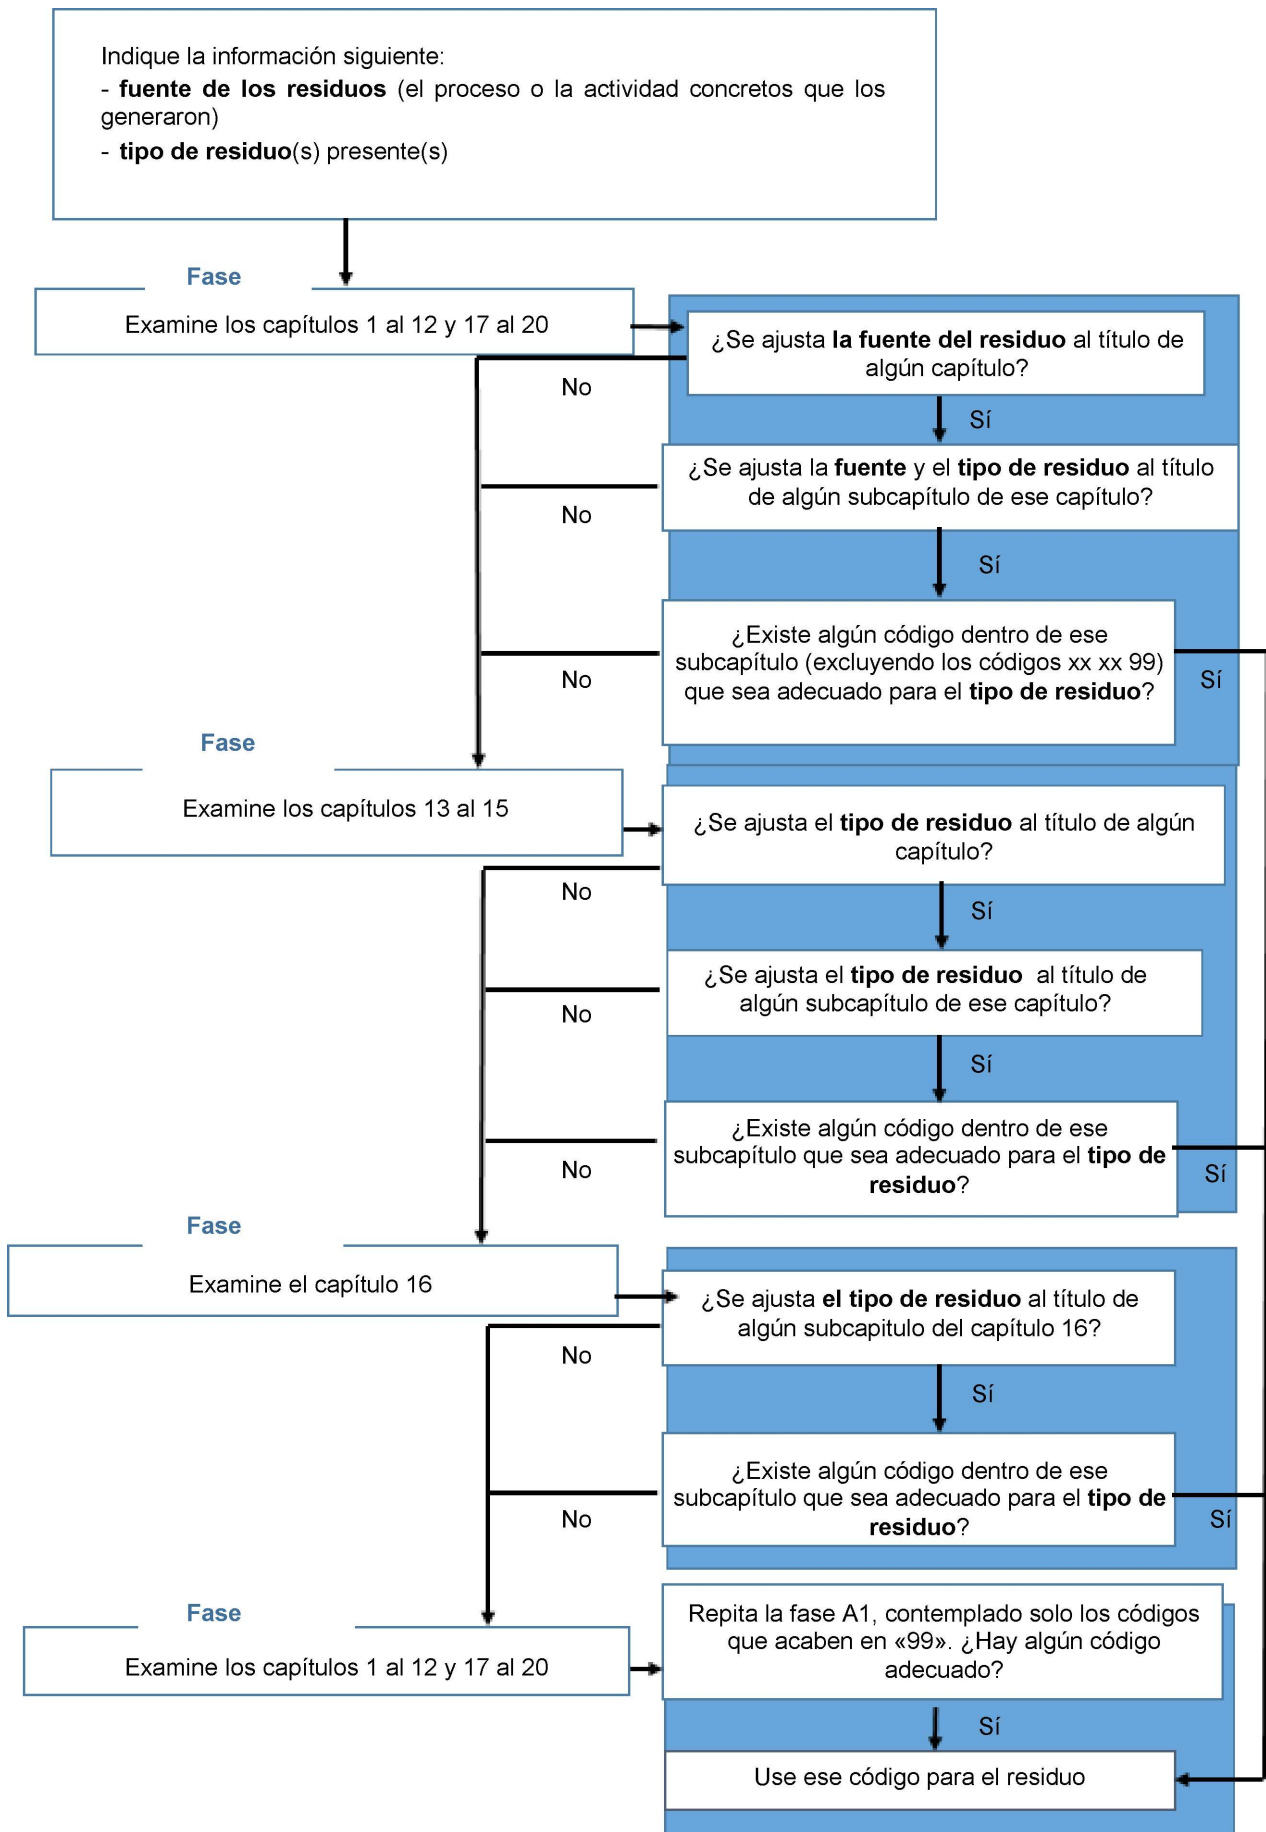 Indique la información siguiente:
- fuente de los residuos (el proceso o la actividad concretos que los
generaron)
- tipo de residuo(s) presente(s)
Fase
Examine los capítulos 1 al 12 y 17 al 20
¿Se ajusta la fuente del residuo al título de
algún capítulo?
No
Sí
¿Se ajusta la fuente y el tipo de residuo al título
de algún subcapítulo de ese capítulo?
No
Sí
¿Existe algún código dentro de ese
subcapítulo (excluyendo los códigos xx xx 99)
que sea adecuado para el tipo de residuo?
No
Sí
Fase
Examine los capítulos 13 al 15
¿Se ajusta el tipo de residuo al título de algún
capítulo?
No
Sí
¿Se ajusta el tipo de residuo al título de
algún subcapítulo de ese capítulo?
No
Sí
¿Existe algún código dentro de ese
subcapítulo que sea adecuado para el tipo de
residuo?
No
Sí
Fase
Examine el capítulo 16
¿Se ajusta el tipo de residuo al título de
algún subcapitulo del capítulo 16?
No
Sí
¿Existe algún código dentro de ese
subcapítulo que sea adecuado para el tipo de
residuo?
No
Sí
Fase
Examine los capítulos 1 al 12 y 17 al 20
Repita la fase A1, contemplado solo los códigos
que acaben en «99». ¿Hay algún código
adecuado?
Sí
Use ese código para el residuo